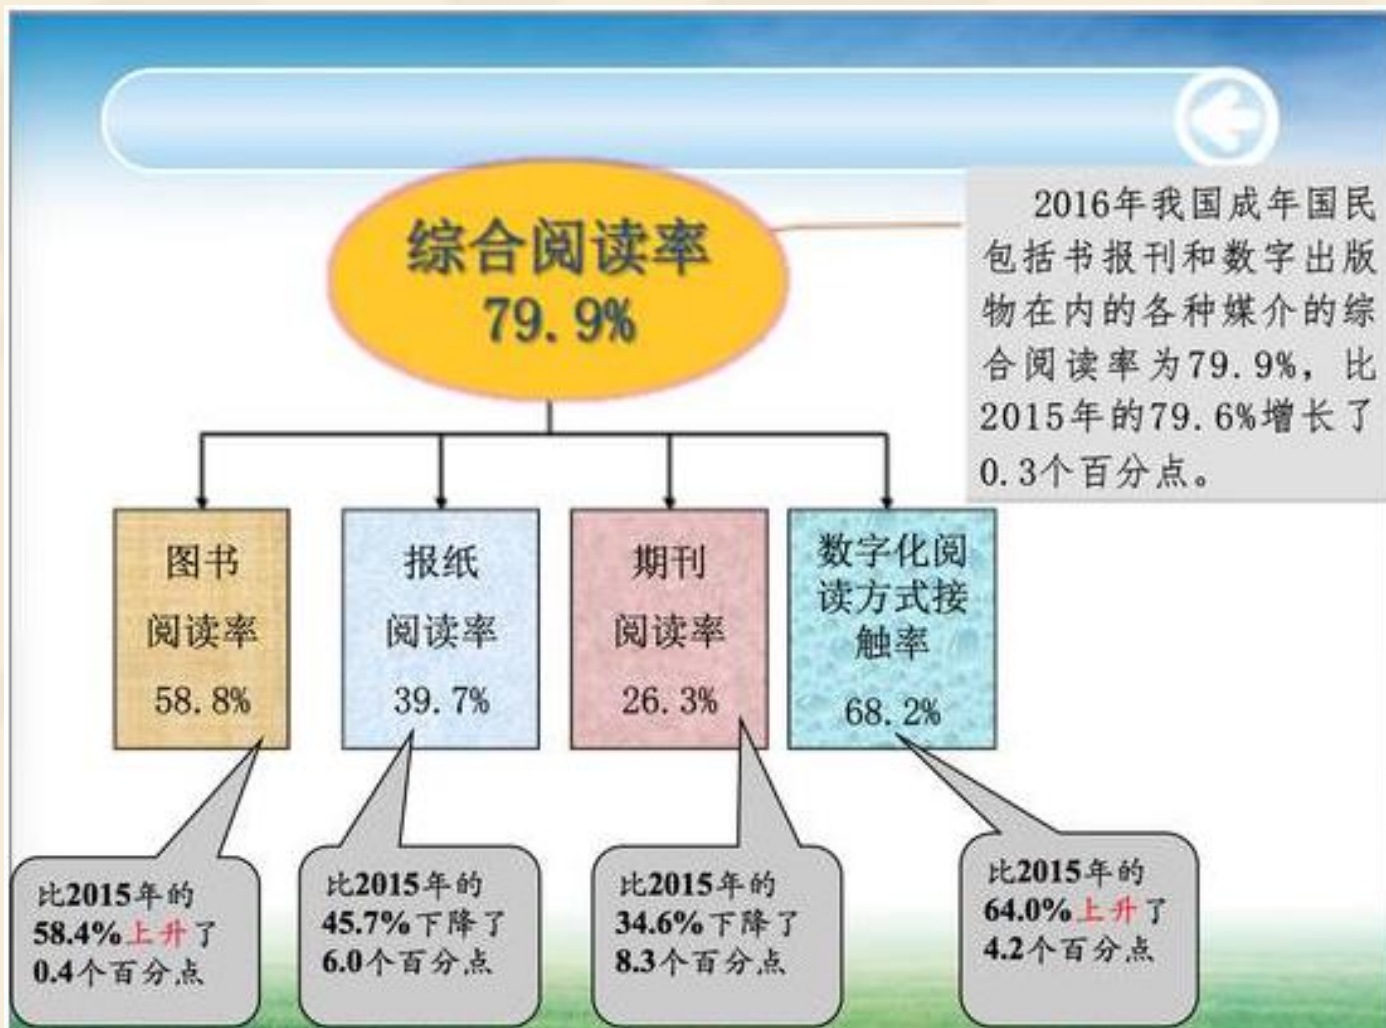 综合阅读率
79.9%
2016年我国成年国民
包括书报刊和数字出版
物在内的各种媒介的综
合阅读率为79.9%，比
2015年的79.6%增长了
0.3个百分点。
图书
阅读率
58.8%
报纸
阅读率
39.7%
期刊
阅读率
26.3%
数字化阅
读方式接
触率
68.2%
比2015年的
58.4%上升了
0.4个百分点
比2015年的
45.7%下降了
6.0个百分点
比2015年的
34.6%下降了
8.3个百分点
比2015年的
64.0%上升了
4.2个百分点